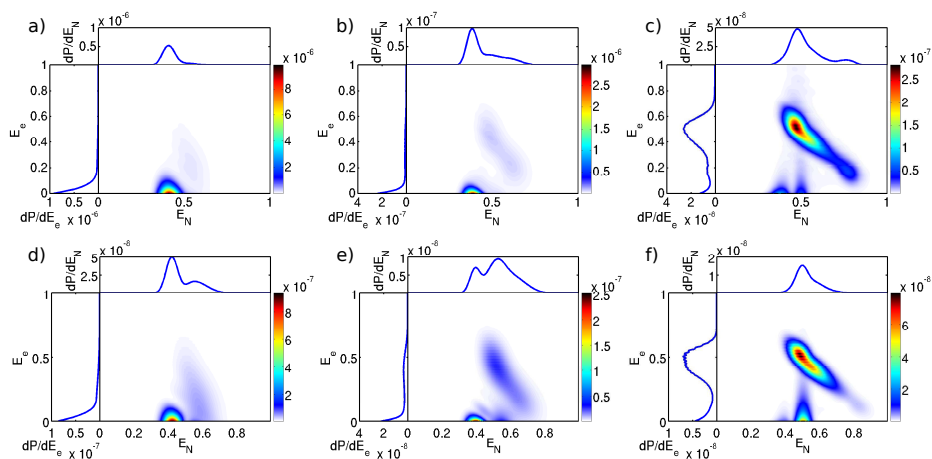 a)
dP/dE_N
x 10^-6
1
0.5
x 10^-6
8
6
4
2
1
0.8
0.6
0.4
0.2
0
E_e
1 0.5 0 0.5 1
dP/dE_e x 10^-6
E_N
b)
dP/dE_N
x 10^-7
1
0.5
x 10^-6
2.5
2
1.5
1
0.5
1
0.8
0.6
0.4
0.2
0
E_e
4 2 0 0.5 1
dP/dE_e x 10^-7
E_N
c)
dP/dE_N
x 10^-8
5
2.5
x 10^-7
2.5
2
1.5
1
0.5
1
0.8
0.6
0.4
0.2
0
E_e
4 2 0 0.5 1
dP/dE_e x 10^-8
E_N
d)
dP/dE_N
x 10^-8
5
2.5
x 10^-7
8
6
4
2
1
0.5
0
E_e
1 0.5 0 0.2 0.4 0.6 0.8
dP/dE_e x 10^-7
E_N
e)
dP/dE_N
x 10^-8
1
0.5
x 10^-7
2.5
2
1.5
1
0.5
1
0.5
0
E_e
4 2 0 0.2 0.4 0.6 0.8
dP/dE_e x 10^-8
E_N
f)
dP/dE_N
x 10^-8
2
1
x 10^-8
6
4
2
1
0.5
0
E_e
1 0.5 0 0.2 0.4 0.6 0.8
dP/dE_e x 10^-8
E_N